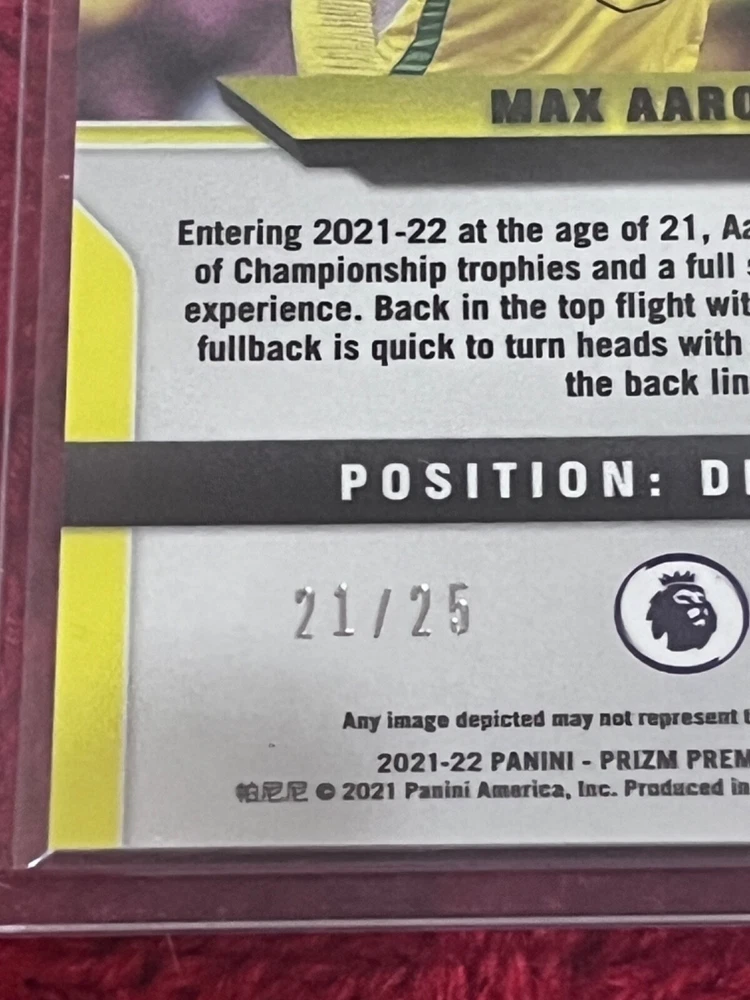 MAX AARO
Entering 2021-22 at the age of 21, Aa
of Championship trophies and a full
experience. Back in the top flight wit
fullback is quick to turn heads with
the back lin
POSITION: DE
21/25
Any image depicted may not represent t
2021-22 PANINI - PRIZM PREM
帕尼尼 © 2021 Panini America, Inc. Produced in